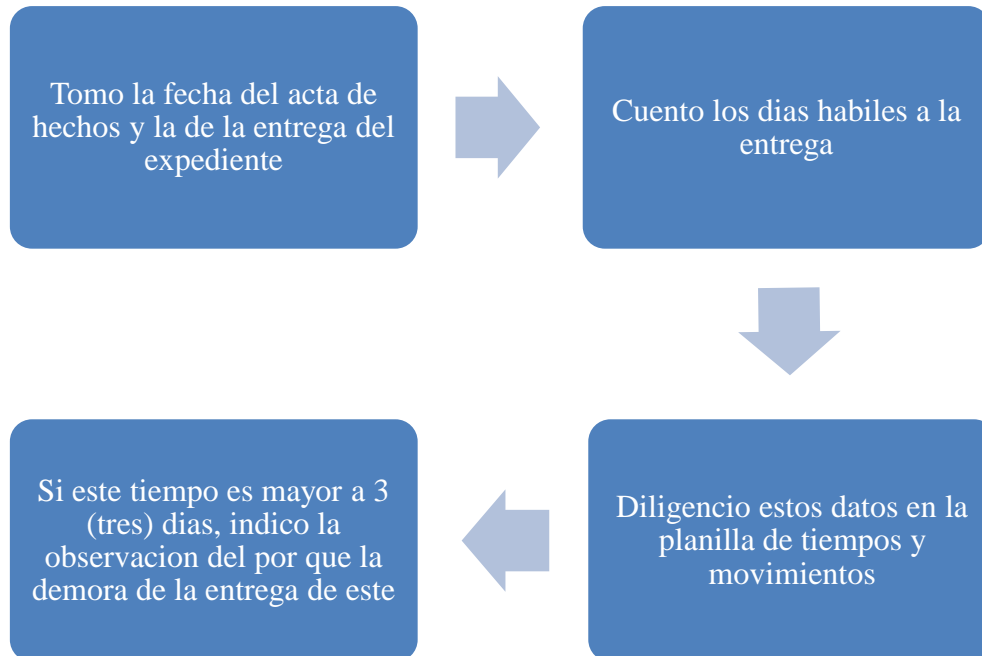 Tomo la fecha del acta de
hechos y la de la entrega del
expediente
Cuento los dias habiles a la
entrega
Diligencio estos datos en la
planilla de tiempos y
movimientos
Si este tiempo es mayor a 3
(tres) dias, indico la
observacion del por que la
demora de la entrega de este